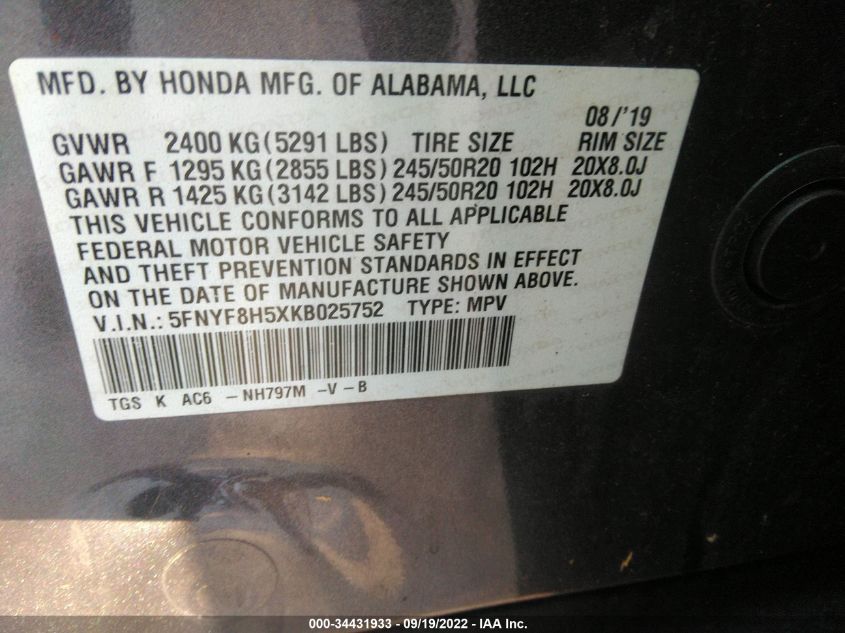 MFD. BY HONDA MFG. OF ALABAMA, LLC
08/'19
GVWR 2400 KG(5291 LBS) TIRE SIZE RIM SIZE
GAWR F 1295 KG(2855 LBS) 245/50R20 102H 20X8.0J
GAWR R 1425 KG(3142 LBS) 245/50R20 102H 20X8.0J
THIS VEHICLE CONFORMS TO ALL APPLICABLE
FEDERAL MOTOR VEHICLE SAFETY
AND THEFT PREVENTION STANDARDS IN EFFECT
ON THE DATE OF MANUFACTURE SHOWN ABOVE.
V.I.N.: 5FNYF8H5XKB025752 TYPE: MPV
TGS K AC6 - NH797M -V - B
000-34431933 - 09/19/2022 - IAA Inc.